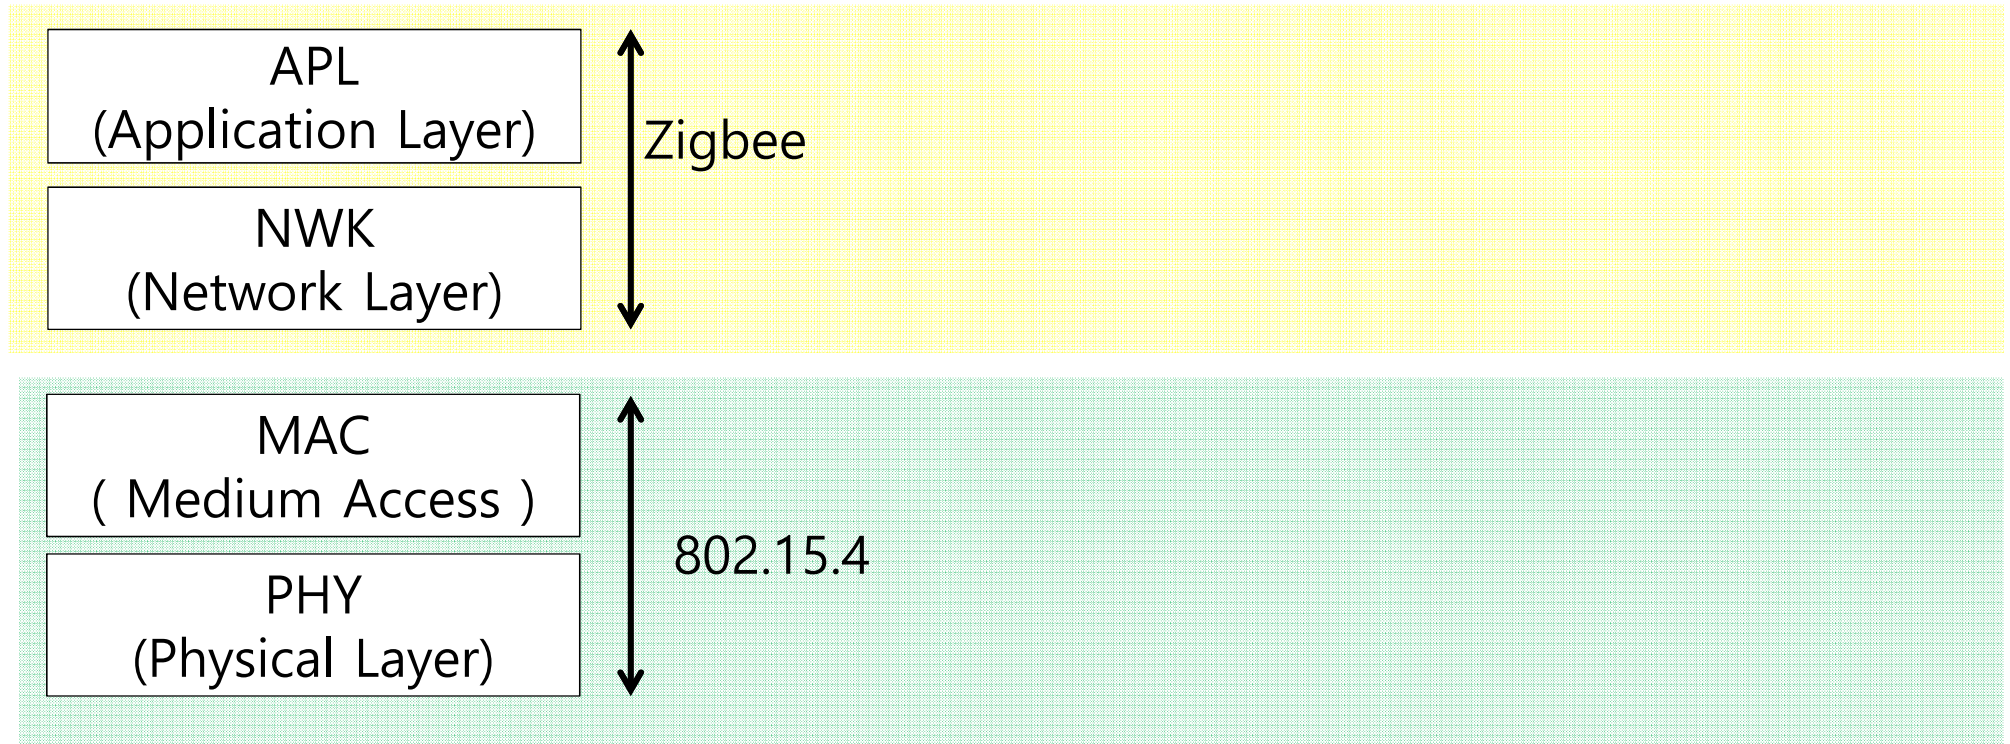 APL
(Application Layer)
Zigbee
NWK
(Network Layer)
MAC
( Medium Access )
802.15.4
PHY
(Physical Layer)